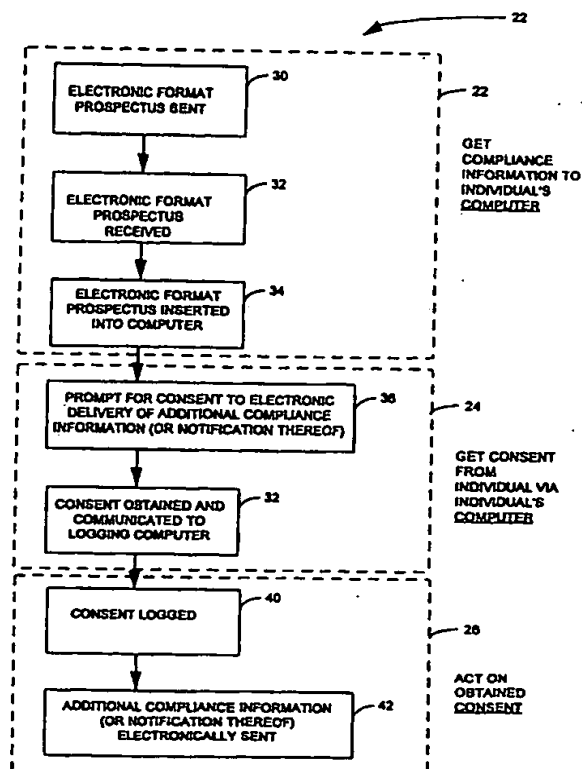 22
ELECTRONIC FORMAT
PROSPECTUS SENT
30
22
GET
COMPLIANCE
INFORMATION TO
INDIVIDUAL'S
COMPUTER
ELECTRONIC FORMAT
PROSPECTUS
RECEIVED
32
ELECTRONIC FORMAT
PROSPECTUS INSERTED
INTO COMPUTER
34
PROMPT FOR CONSENT TO ELECTRONIC
DELIVERY OF ADDITIONAL COMPLIANCE
INFORMATION (OR NOTIFICATION THEREOF)
36
24
GET CONSENT
FROM
INDIVIDUAL VIA
INDIVIDUAL'S
COMPUTER
CONSENT OBTAINED AND
COMMUNICATED TO
LOGGING COMPUTER
32
CONSENT LOGGED
40
26
ACT ON
OBTAINED
CONSENT
ADDITIONAL COMPLIANCE INFORMATION
(OR NOTIFICATION THEREOF)
ELECTRONICALLY SENT
42